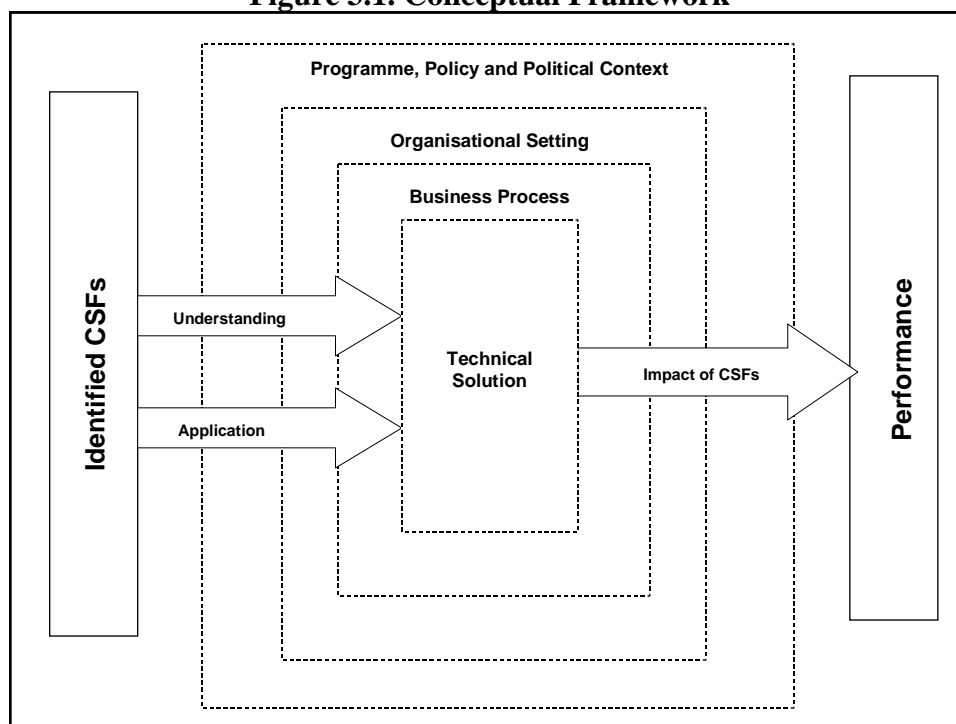 Figure 3.1: Conceptual Framework
Programme, Policy and Political Context
Organisational Setting
Business Process
Identified CSFs
Understanding
Application
Technical
Solution
Impact of CSFs
Performance